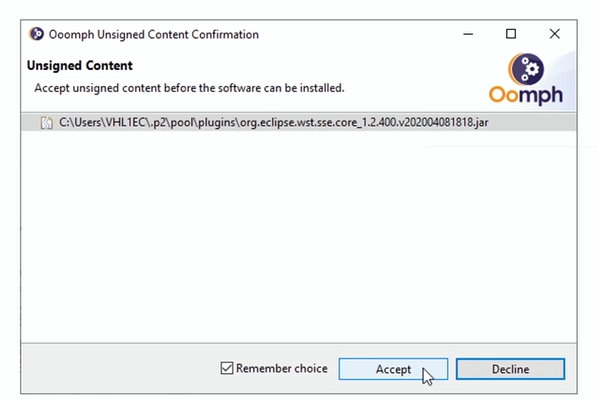 Ooomph Unsigned Content Confirmation
Unsigned Content
Accept unsigned content before the software can be installed.
Oomph
C:\Users\VHL1EC\.p2\pool\plugins\org.eclipse.wst.sse.core_1.2.400.v202004081818.jar
Remember choice
Accept
Decline